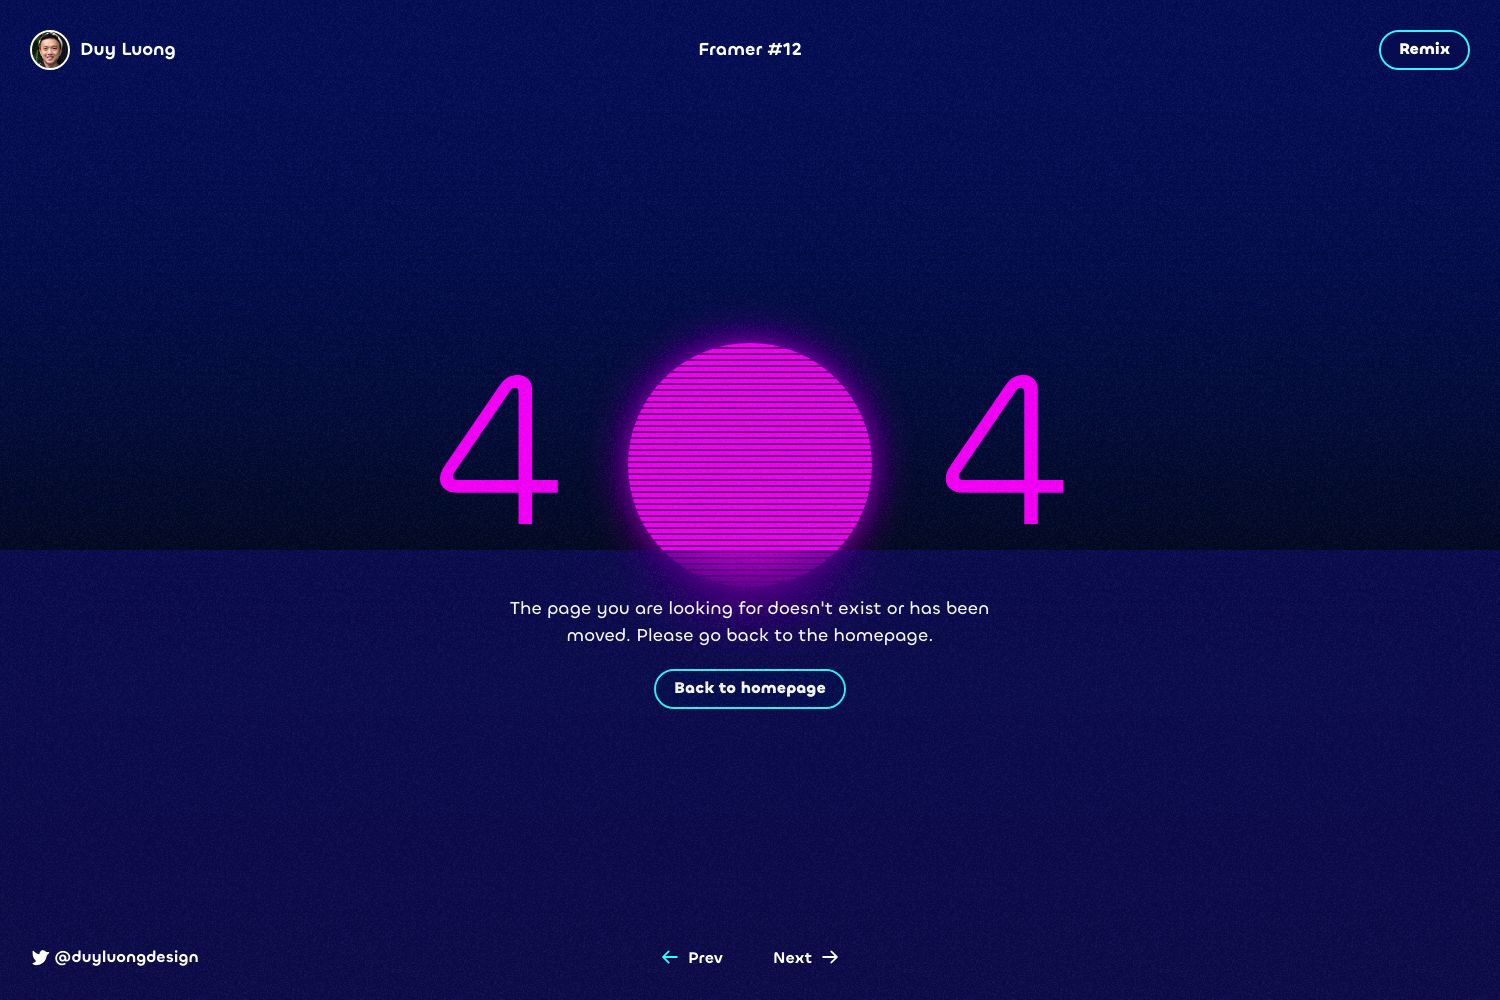 Duy Luong
Framer #12
Remix
4 4
The page you are looking for doesn't exist or has been
moved. Please go back to the homepage.
Back to homepage
@duyluongdesign
Prev
Next